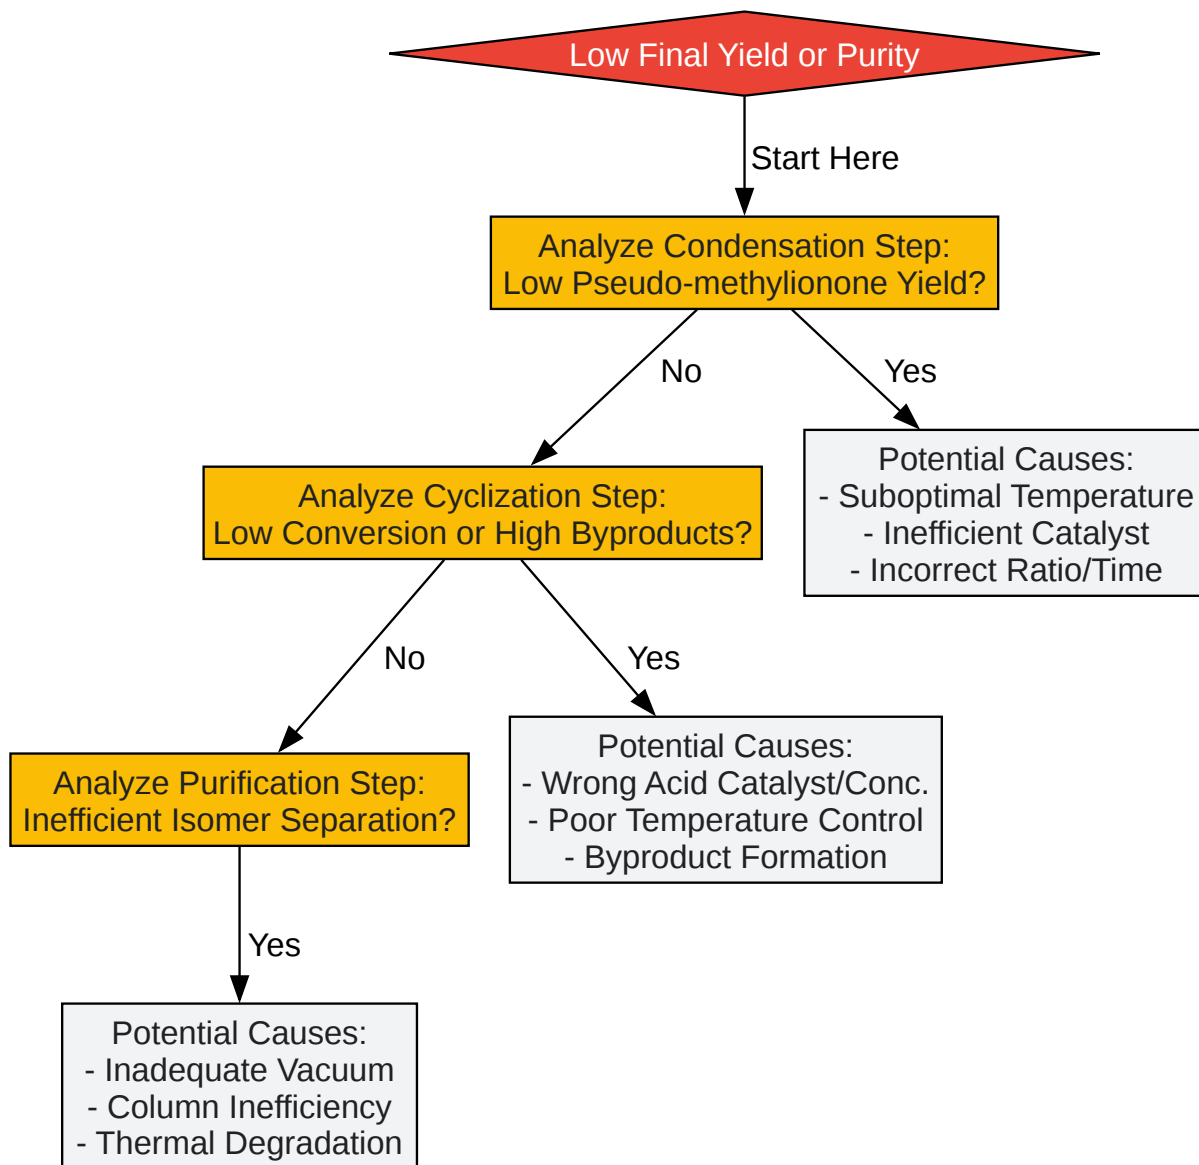 Low Final Yield or Purity
Start Here
Analyze Condensation Step:
Low Pseudo-methylionone Yield?
No
Yes
Potential Causes:
- Suboptimal Temperature
- Inefficient Catalyst
- Incorrect Ratio/Time
Analyze Cyclization Step:
Low Conversion or High Byproducts?
No
Yes
Potential Causes:
- Wrong Acid Catalyst/Conc.
- Poor Temperature Control
- Byproduct Formation
Analyze Purification Step:
Inefficient Isomer Separation?
Yes
Potential Causes:
- Inadequate Vacuum
- Column Inefficiency
- Thermal Degradation